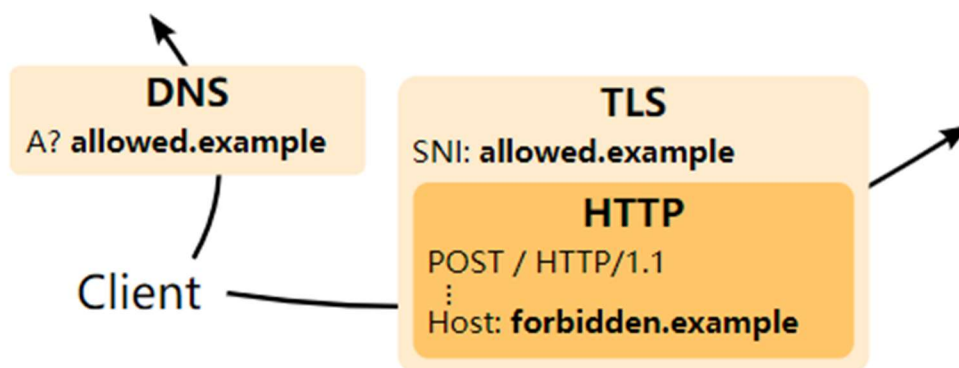 DNS
A? allowed.example
TLS
SNI: allowed.example
HTTP
POST / HTTP/1.1
Host: forbidden.example
Client